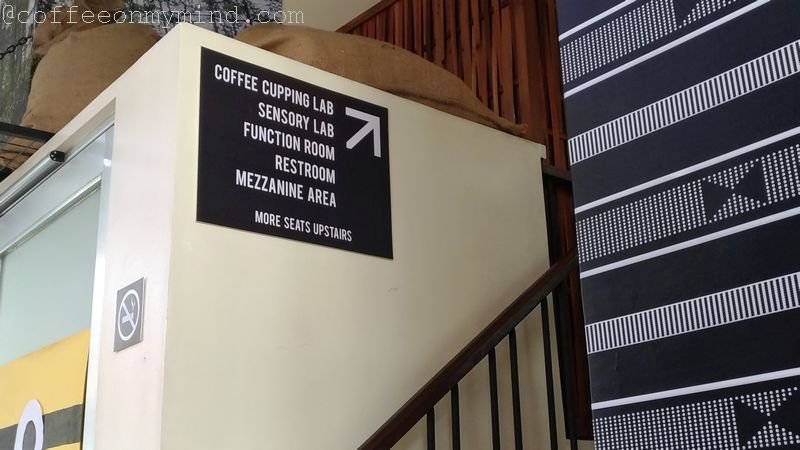 @coffeeonmymind.com
COFFEE CUPPING LAB
SENSORY LAB
FUNCTION ROOM
RESTROOM
MEZZANINE AREA
MORE SEATS UPSTAIRS